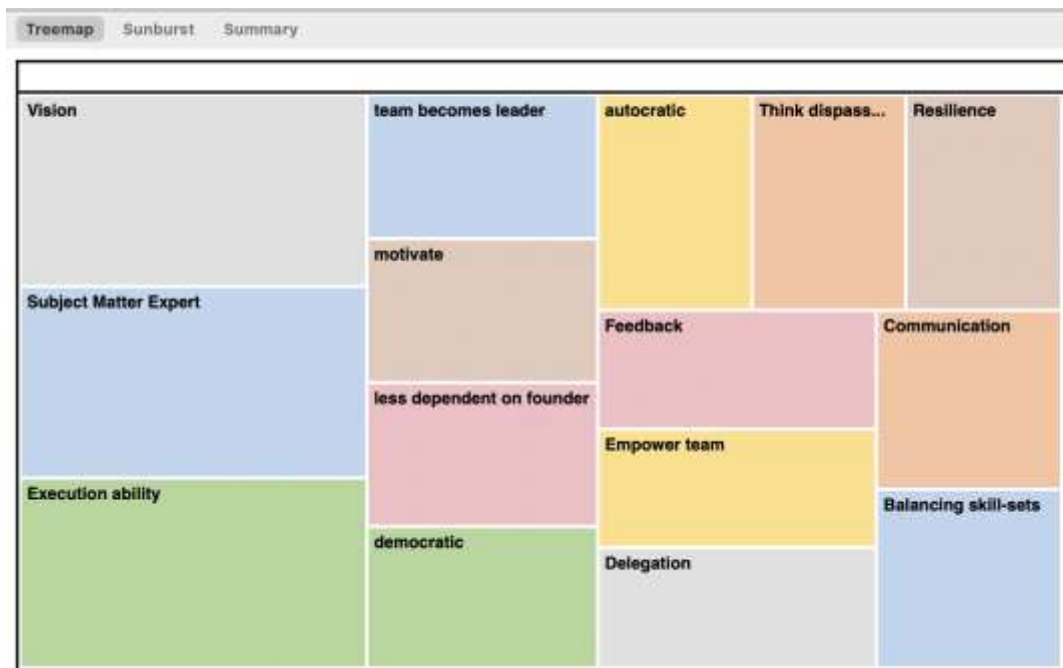 Treemap Sunburst Summary
Vision
Subject Matter Expert
Execution ability
team becomes leader
motivate
less dependent on founder
democratic
autocratic
Think dispass...
Resilience
Feedback
Empower team
Delegation
Communication
Balancing skill-sets